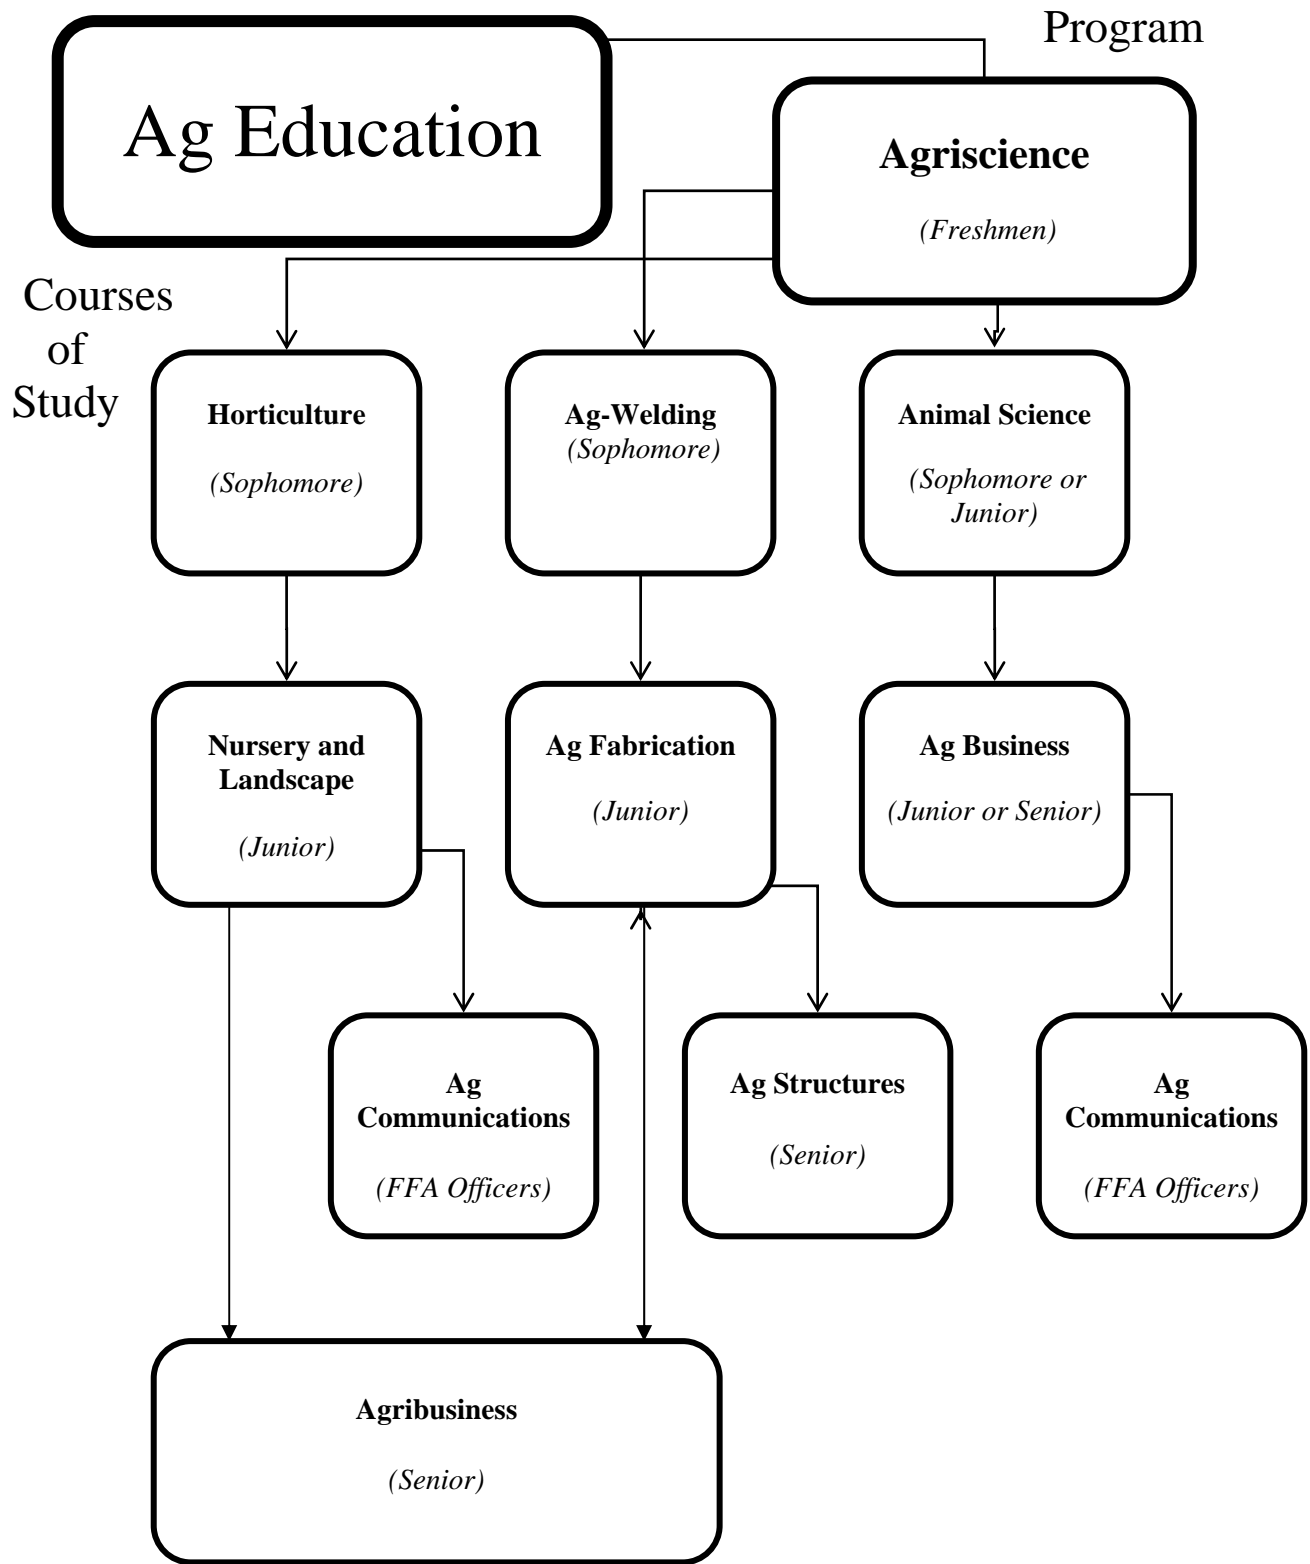 Program
Ag Education
Agriscience
(Freshmen)
Courses
of
Study
Horticulture
(Sophomore)
Ag-Welding
(Sophomore)
Animal Science
(Sophomore or
Junior)
Nursery and
Landscape
(Junior)
Ag Fabrication
(Junior)
Ag Business
(Junior or Senior)
Ag
Communications
(FFA Officers)
Ag Structures
(Senior)
Ag
Communications
(FFA Officers)
Agribusiness
(Senior)